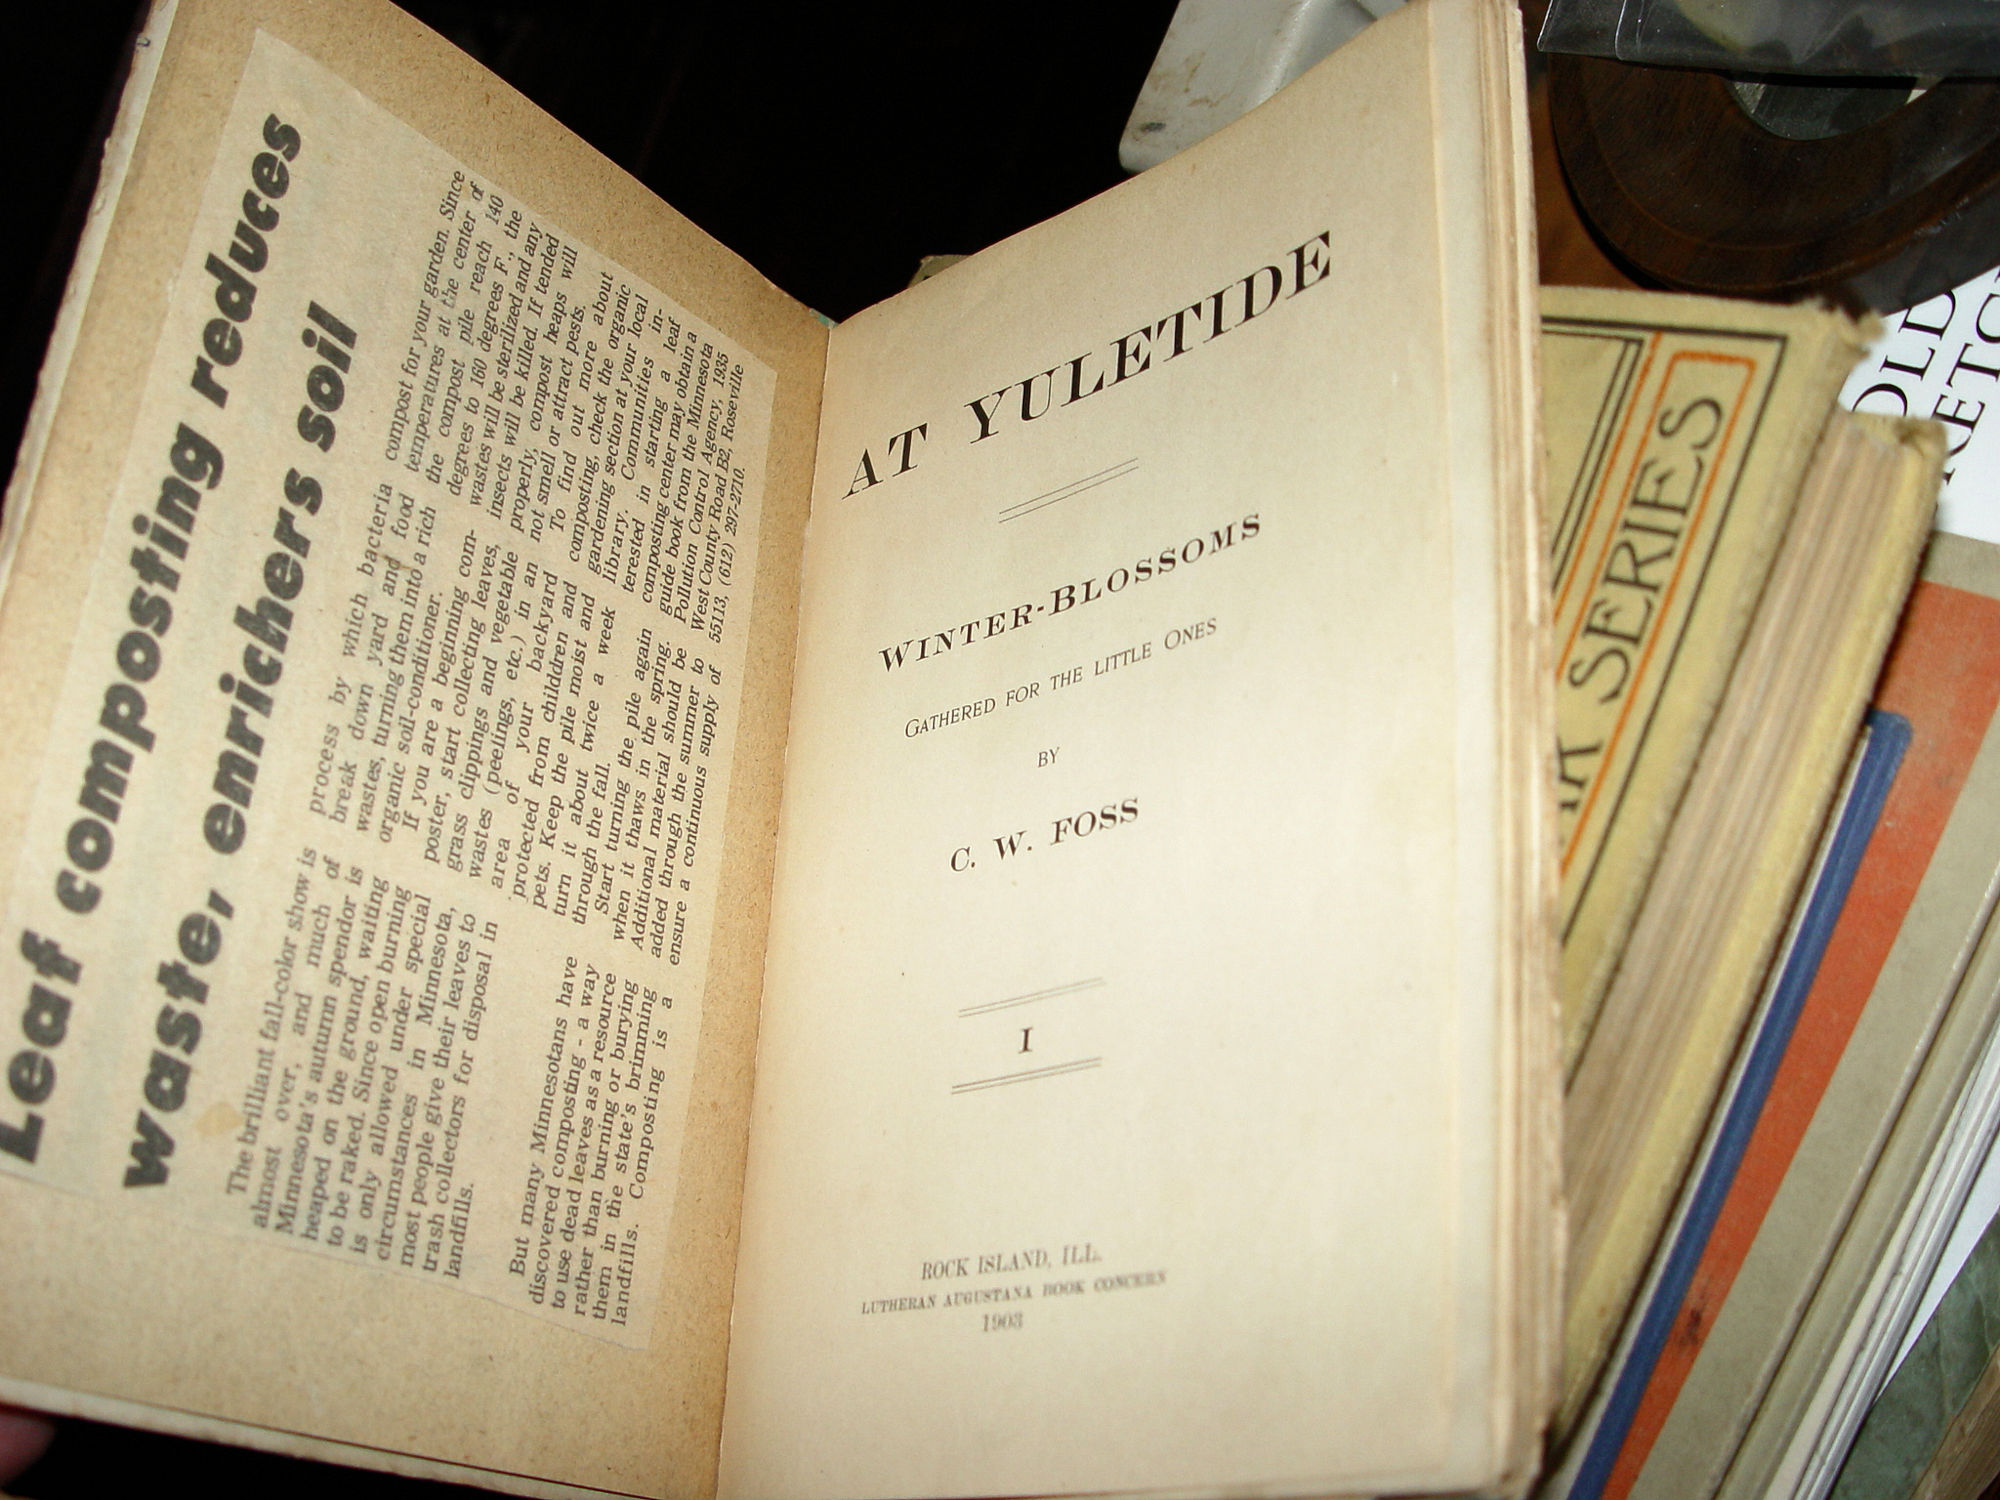 Leaf composting reduces
waste, enrichers soil
The brilliant fall-color show is
almost over, and much of
Minnesota's autumn spendor is
heaped on the ground, waiting
to be raked. Since open burning
is only allowed under special
circumstances in Minnesota,
most people give their leaves to
trash collectors for disposal in
landfills.
But many Minnesotans have
discovered composting - a way
to use dead leaves as a resource
rather than burning or burying
them in the state's brimming
landfills. Composting is a
process by which bacteria
break down yard and food
wastes, turning them into a rich
organic soil-conditioner.
If you are a beginning com-
poster, start collecting leaves,
grass clippings and vegetable
wastes (peelings, etc.) in an
area of your backyard
protected from children and
pets. Keep the pile moist and
turn it about twice a week
through the fall.
Start turning the pile again
when it thaws in the spring.
Additional material should be
added through the summer to
ensure a continuous supply of
compost for your garden. Since
temperatures at the center of
the compost pile reach 140
degrees to 160 degrees F., the
wastes will be sterilized and any
insects will be killed. If tended
properly, compost heaps will
not smell or attract pests.
To find out more about
composting, check the organic
gardening section at your local
library. Communities in-
terested in starting a leaf
composting center may obtain a
guide book from the Minnesota
Pollution Control Agency, 1935
West County Road B2, Roseville
55113, (612) 297-2710.
AT YULETIDE
WINTER-BLOSSOMS
GATHERED FOR THE LITTLE ONES
BY
C. W. FOSS
I
ROCK ISLAND, ILL.
LUTHERAN AUGUSTANA BOOK CONCERN
1903
SERIES
OLD